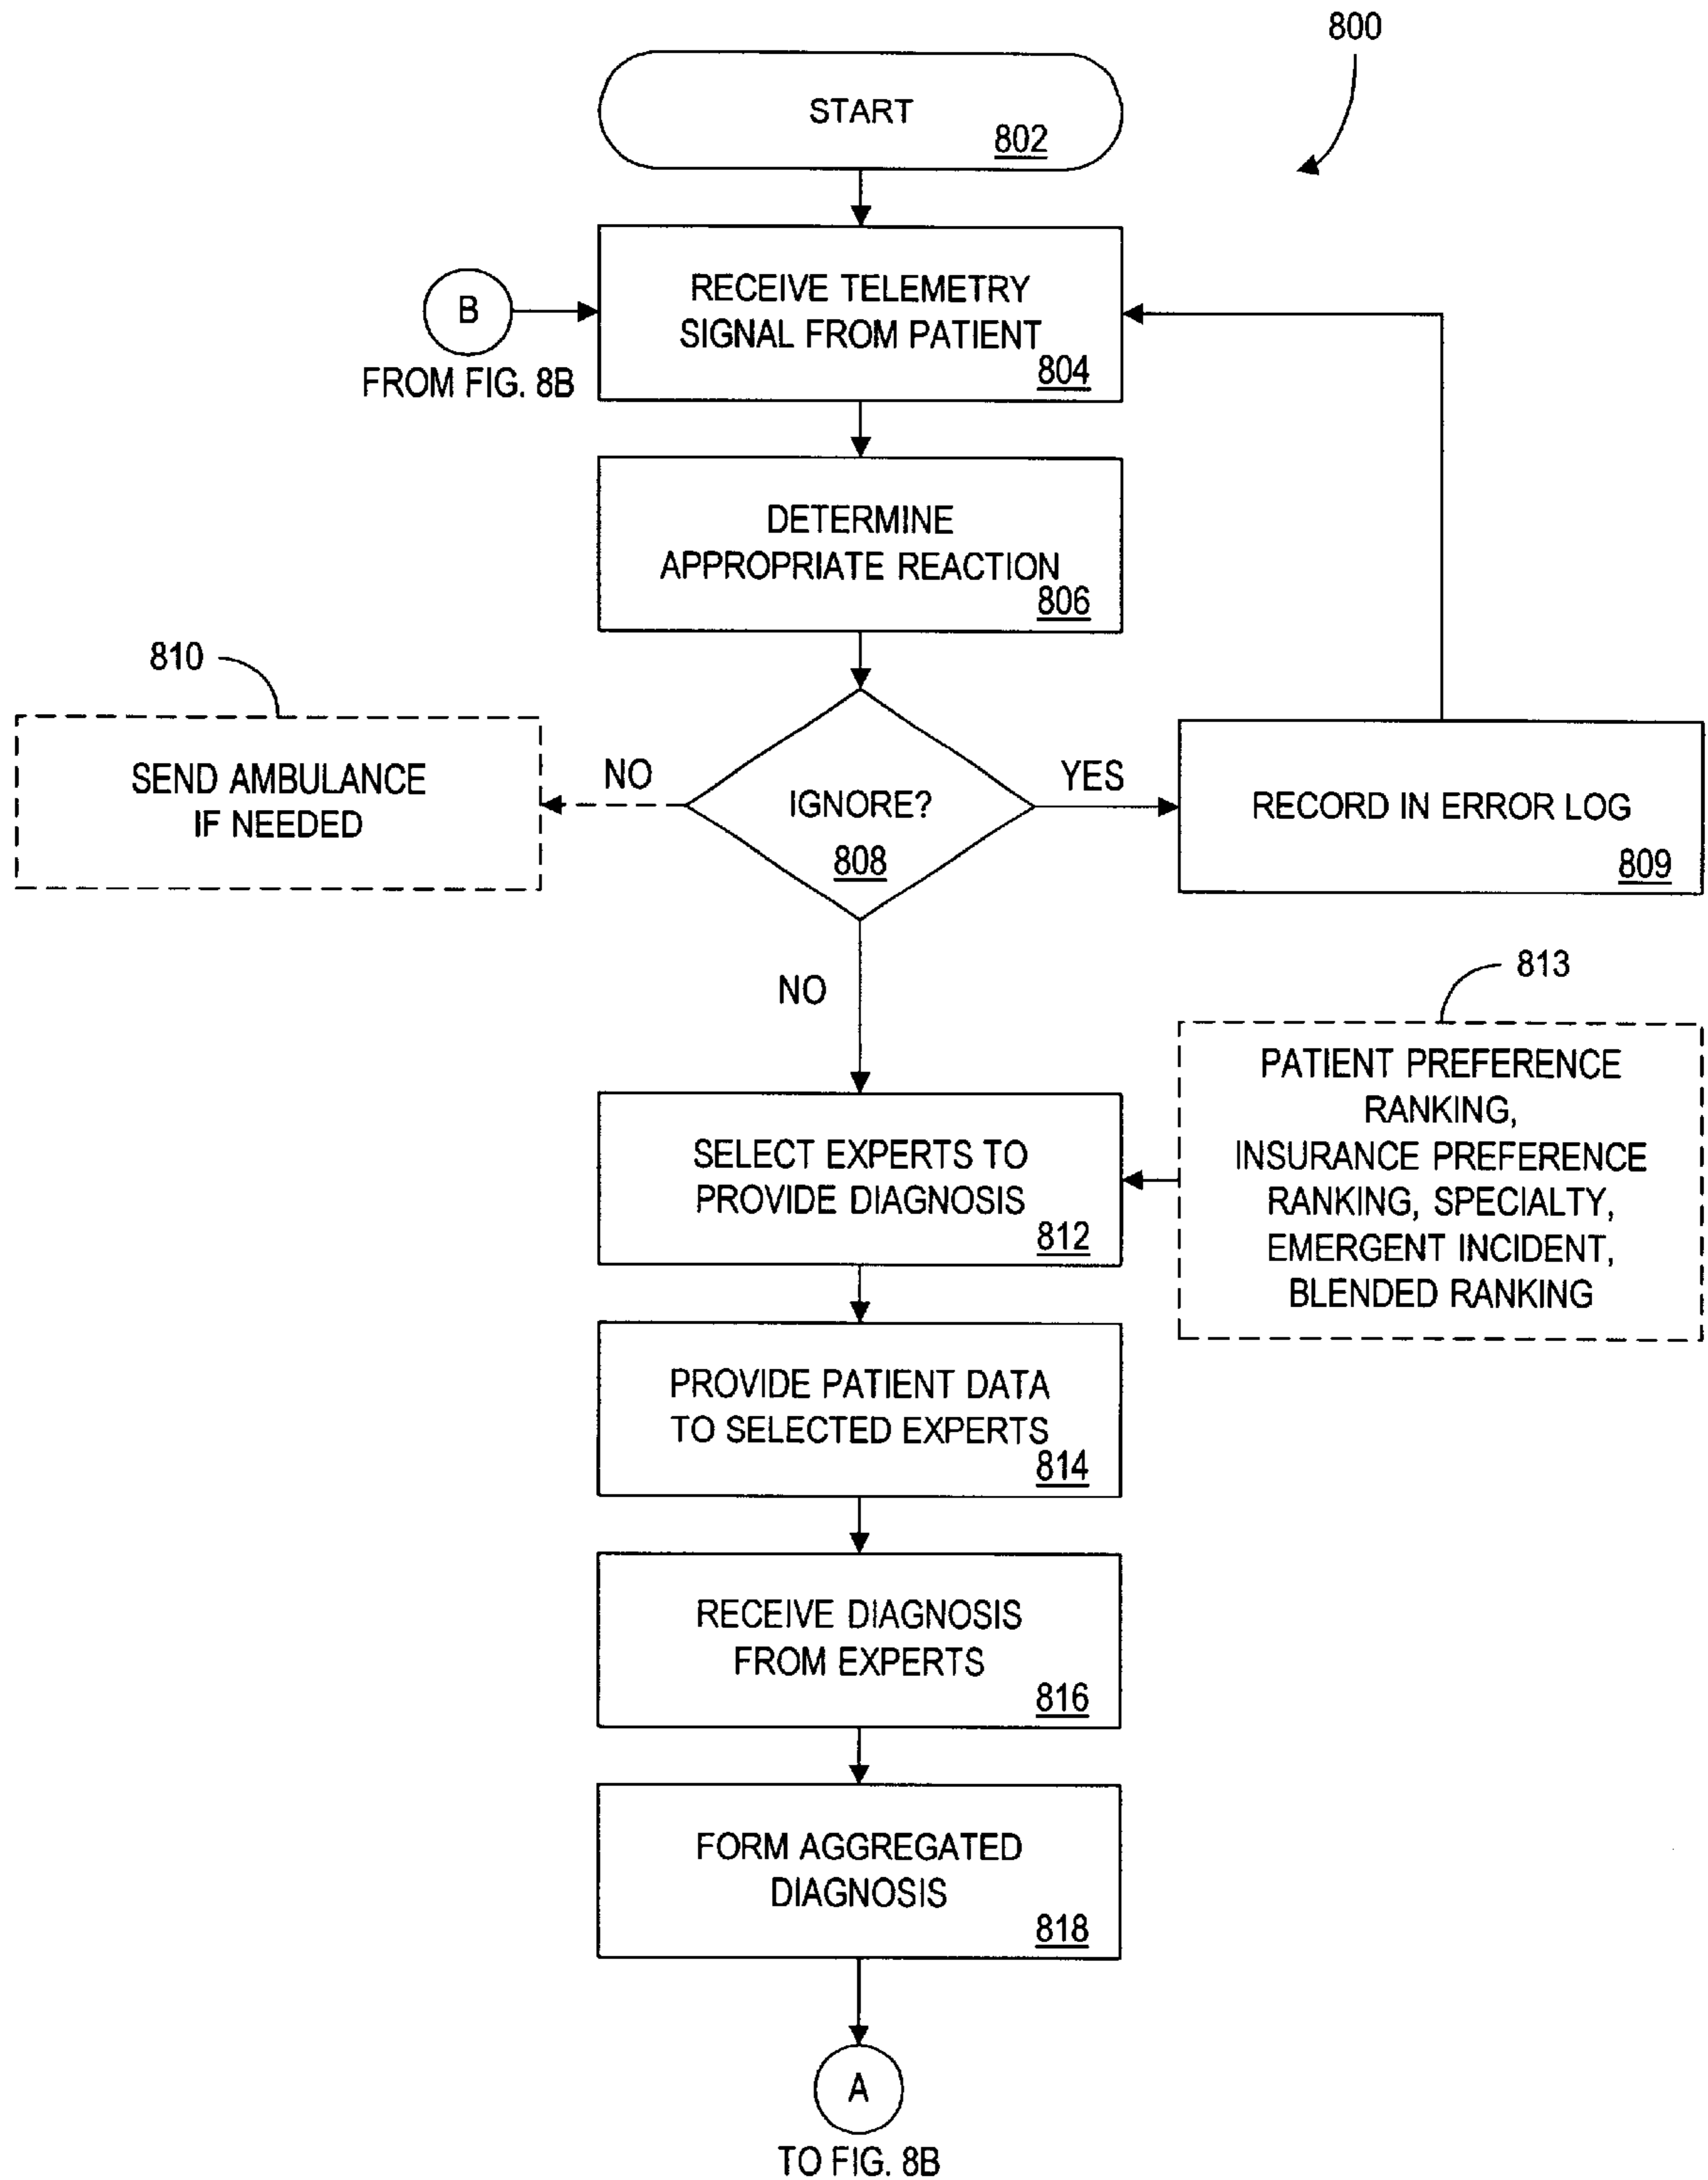 800
START
802
B
FROM FIG. 8B
RECEIVE TELEMETRY
SIGNAL FROM PATIENT
804
DETERMINE
APPROPRIATE REACTION
806
810
SEND AMBULANCE
IF NEEDED
NO
IGNORE?
808
YES
RECORD IN ERROR LOG
809
NO
813
PATIENT PREFERENCE
RANKING,
INSURANCE PREFERENCE
RANKING, SPECIALTY,
EMERGENT INCIDENT,
BLENDED RANKING
SELECT EXPERTS TO
PROVIDE DIAGNOSIS
812
PROVIDE PATIENT DATA
TO SELECTED EXPERTS
814
RECEIVE DIAGNOSIS
FROM EXPERTS
816
FORM AGGREGATED
DIAGNOSIS
818
A
TO FIG. 8B